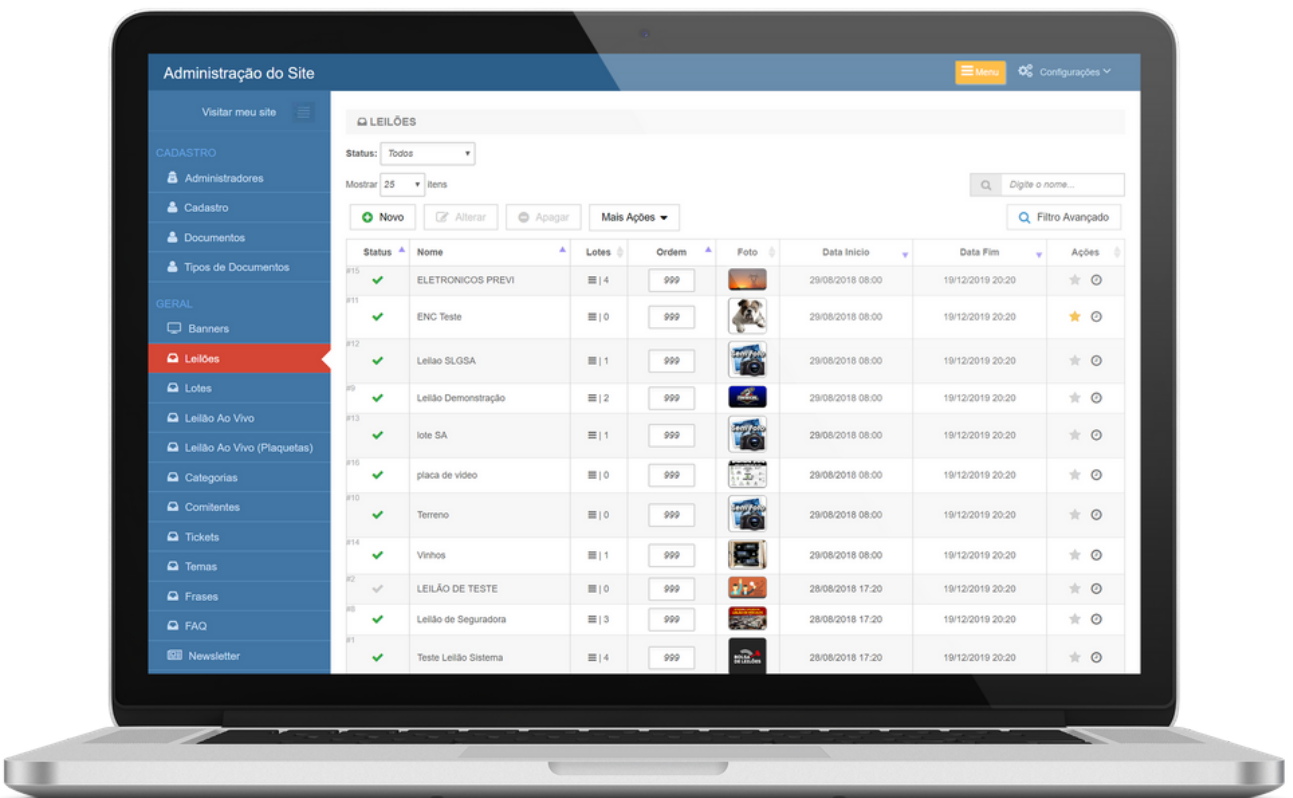 Administração do Site
Menu
Configurações
Visitar meu site
CADASTRO
Administradores
Cadastro
Documentos
Tipos de Documentos
GERAL
Banners
Leilões
Lotes
Leilão Ao Vivo
Leilão Ao Vivo (Plaquetas)
Categorias
Comitentes
Tickets
Temas
Frases
FAQ
Newsletter
LEILÕES
Status: Todos
Mostrar 25 itens
Digite o nome...
Novo Alterar Apagar Mais Ações Filtro Avançado
Status Nome Lotes Ordem Foto Data Inicio Data Fim Ações
#15 ELETRONICOS PREVI | 4 999 29/08/2018 08:00 19/12/2019 20:20
#11 ENC Teste | 0 999 29/08/2018 08:00 19/12/2019 20:20
#12 Leilao SLGSA | 1 999 Sem Foto 29/08/2018 08:00 19/12/2019 20:20
#9 Leilão Demonstração | 2 999 29/08/2018 08:00 19/12/2019 20:20
#13 lote SA | 1 999 Sem Foto 29/08/2018 08:00 19/12/2019 20:20
#16 placa de vídeo | 0 999 29/08/2018 08:00 19/12/2019 20:20
#10 Terreno | 0 999 Sem Foto 29/08/2018 08:00 19/12/2019 20:20
#14 Vinhos | 1 999 29/08/2018 08:00 19/12/2019 20:20
#2 LEILÃO DE TESTE | 0 999 28/08/2018 17:20 19/12/2019 20:20
#8 Leilão de Seguradora | 3 999 28/08/2018 17:20 19/12/2019 20:20
#1 Teste Leilão Sistema | 4 999 BOLSA DE LEILÕES 28/08/2018 17:20 19/12/2019 20:20